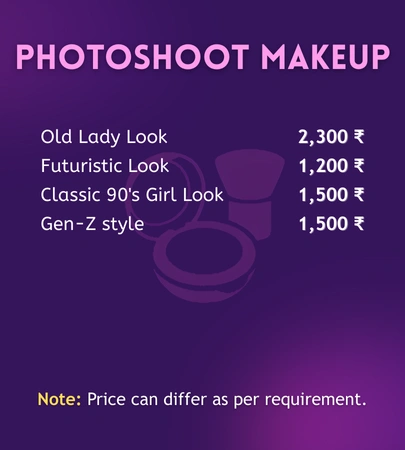 PHOTOSHOOT MAKEUP
Old Lady Look 2,300 ₹
Futuristic Look 1,200 ₹
Classic 90's Girl Look 1,500 ₹
Gen-Z style 1,500 ₹
Note: Price can differ as per requirement.